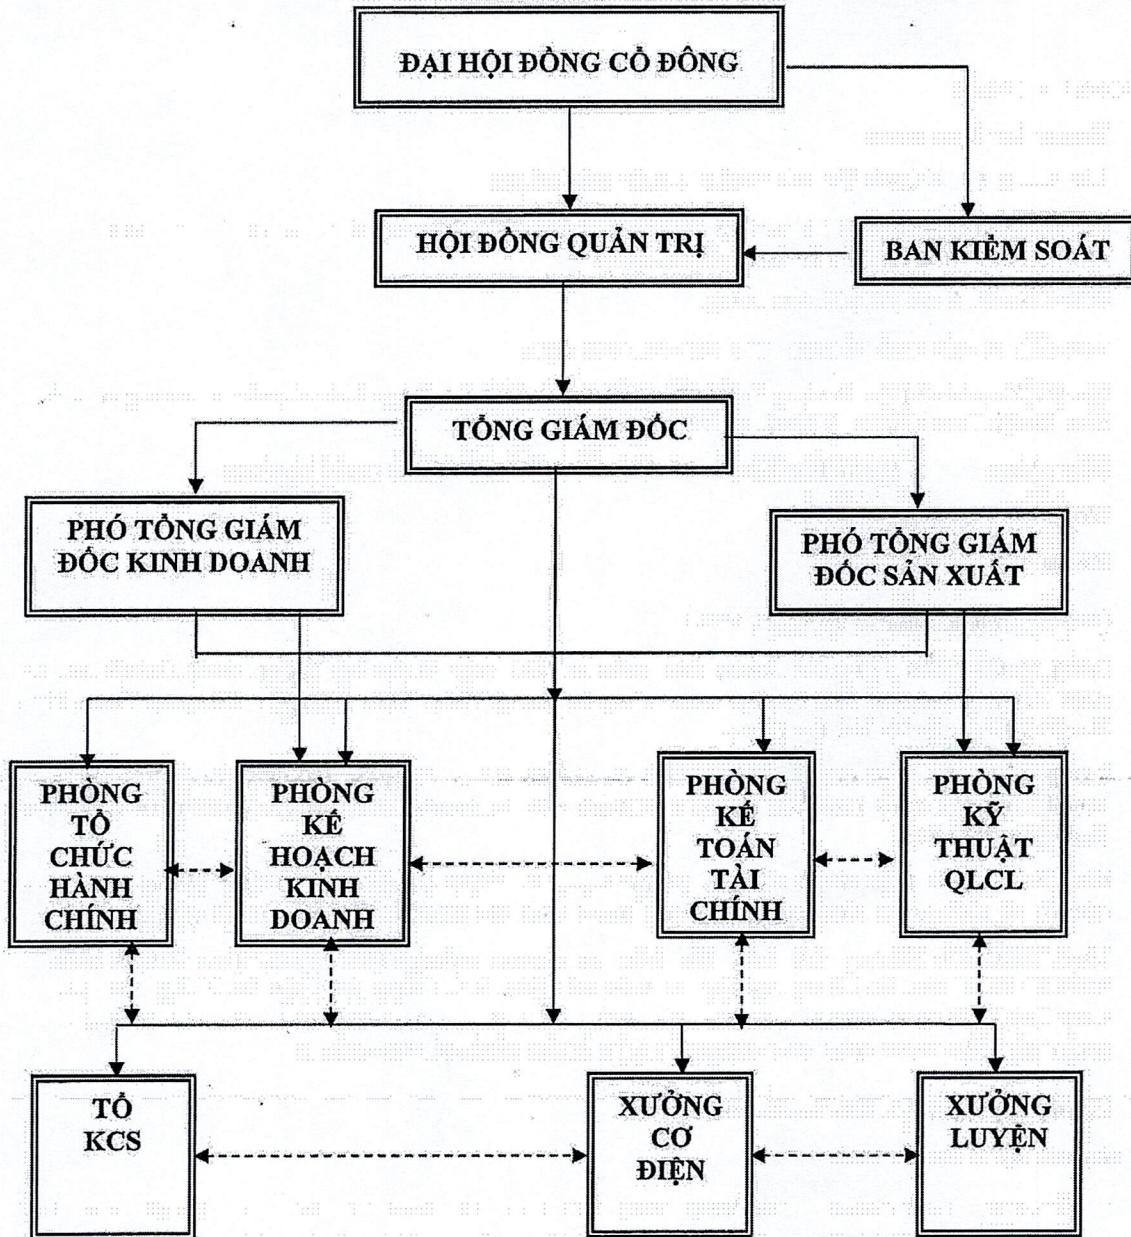 ĐẠI HỘI ĐỒNG CỔ ĐÔNG
HỘI ĐỒNG QUẢN TRỊ
BAN KIỂM SOÁT
TỔNG GIÁM ĐỐC
PHÓ TỔNG GIÁM
ĐỐC KINH DOANH
PHÓ TỔNG GIÁM
ĐỐC SẢN XUẤT
PHÒNG
TỔ
CHỨC
HÀNH
CHÍNH
PHÒNG
KẾ
HOẠCH
KINH
DOANH
PHÒNG
KẾ
TOÁN
TÀI
CHÍNH
PHÒNG
KỸ
THUẬT
QLCL
TỔ
KCS
XƯỞNG
CƠ
ĐIỆN
XƯỞNG
LUYỆN